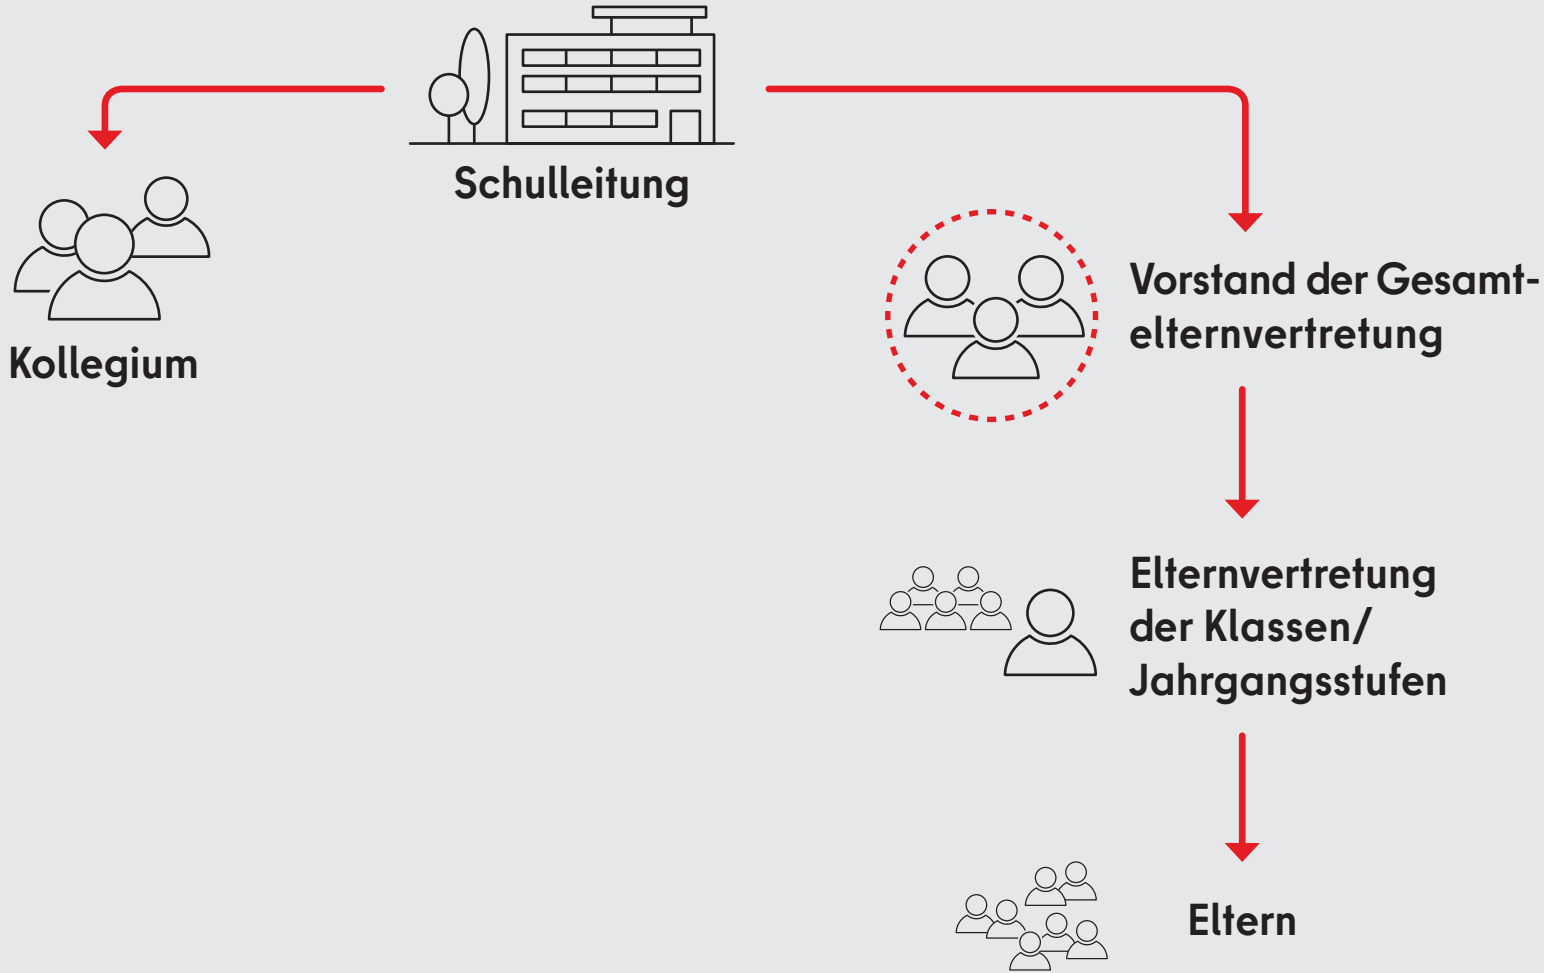 Schulleitung
Kollegium
Vorstand der Gesamt-
elternvertretung
Elternvertretung
der Klassen/
Jahrgangsstufen
Eltern